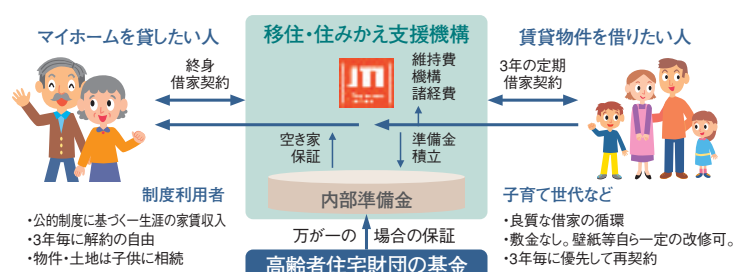 マイホームを貸したい人
移住・住みかえ支援機構
賃貸物件を借りたい人
終身
借家契約
JTI
維持費
機構
諸経費
3年の定期
借家契約
空き家
保証
準備金
積立
内部準備金
制度利用者
・公的制度に基づく一生涯の家賃収入
・3年毎に解約の自由
・物件・土地は子供に相続
子育て世代など
・良質な借家の循環
・敷金なし。壁紙等自ら一定の改修可。
・3年毎に優先して再契約
万が一の 場合の保証
高齢者住宅財団の基金